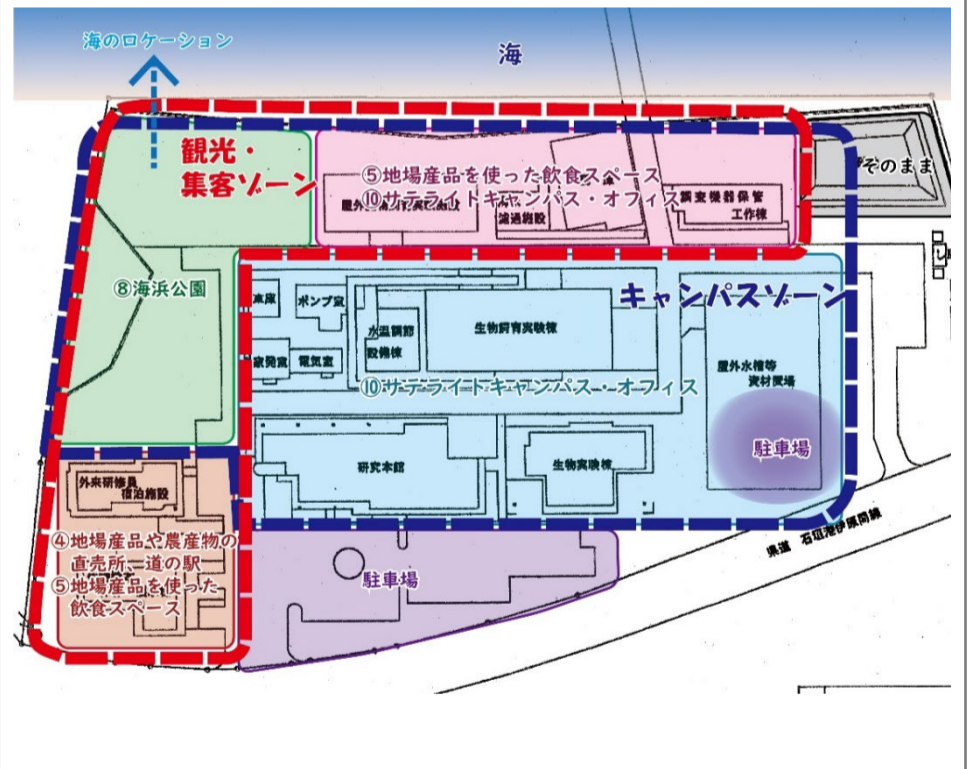 海のロケーション
海
観光・
集客ゾーン
⑤地場産品を使った飲食スペース
⑩サテライトキャンパス・オフィス
濾過施設
調査機器保管
工作棟
そのまま
⑧海浜公園
キャンパスゾーン
車庫
ポンプ室
水温調節
設備棟
生物飼育実験棟
電気室
屋外水槽等
資材置場
⑩サテライトキャンパス・オフィス
駐車場
研究本館
生物実験棟
外来研修員
宿泊施設
④地場産品や農産物の
直売所、道の駅
⑤地場産品を使った
飲食スペース
駐車場
県道 石垣港伊原間線